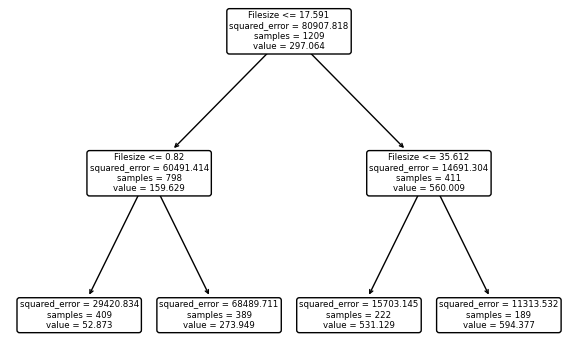 Filesize <= 17.591
squared_error = 80907.818
samples = 1209
value = 297.064
Filesize <= 0.82
squared_error = 60491.414
samples = 798
value = 159.629
Filesize <= 35.612
squared_error = 14691.304
samples = 411
value = 560.009
squared_error = 29420.834
samples = 409
value = 52.873
squared_error = 68489.711
samples = 389
value = 273.949
squared_error = 15703.145
samples = 222
value = 531.129
squared_error = 11313.532
samples = 189
value = 594.377